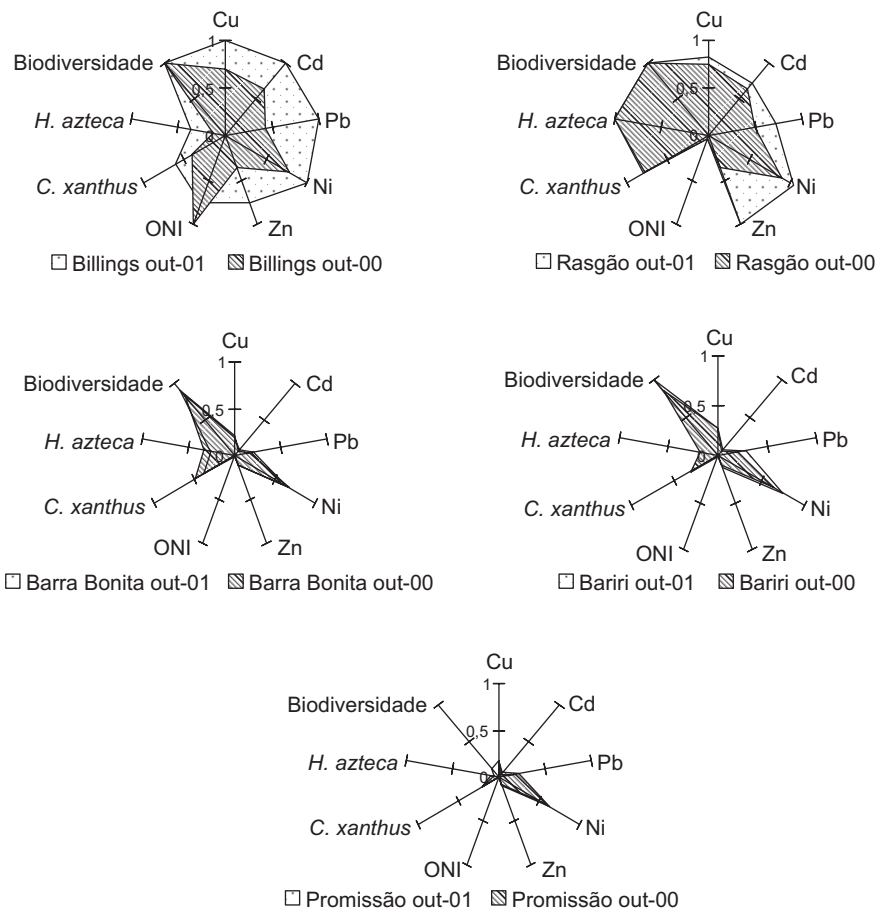 Cu
1
Biodiversidade
Cd
0,5
H. azteca
Pb
0
C. xanthus
Ni
ONI
Zn
Billings out-01 Billings out-00
Cu
1
Biodiversidade
Cd
0,5
H. azteca
Pb
0
C. xanthus
Ni
ONI
Zn
Rasgão out-01 Rasgão out-00
Cu
1
Biodiversidade
Cd
0,5
H. azteca
Pb
0
C. xanthus
Ni
ONI
Zn
Barra Bonita out-01 Barra Bonita out-00
Cu
1
Biodiversidade
Cd
0,5
H. azteca
Pb
0
C. xanthus
Ni
ONI
Zn
Bariri out-01 Bariri out-00
Cu
1
Biodiversidade
Cd
0,5
H. azteca
Pb
0
C. xanthus
Ni
ONI
Zn
Promissão out-01 Promissão out-00